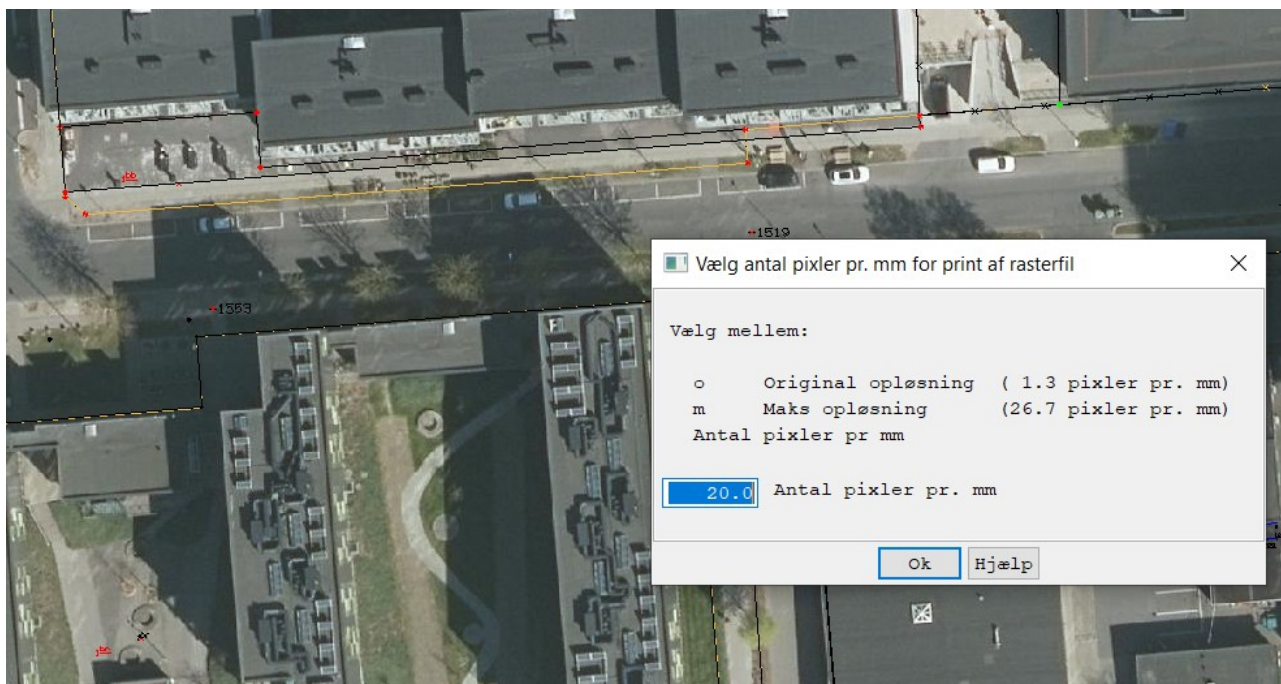 1519
Vælg antal pixler pr. mm for print af rasterfil
Vælg mellem:
o Original opløsning ( 1.3 pixler pr. mm)
m Maks opløsning (26.7 pixler pr. mm)
Antal pixler pr mm
20.0 Antal pixler pr. mm
Ok Hjælp
1353